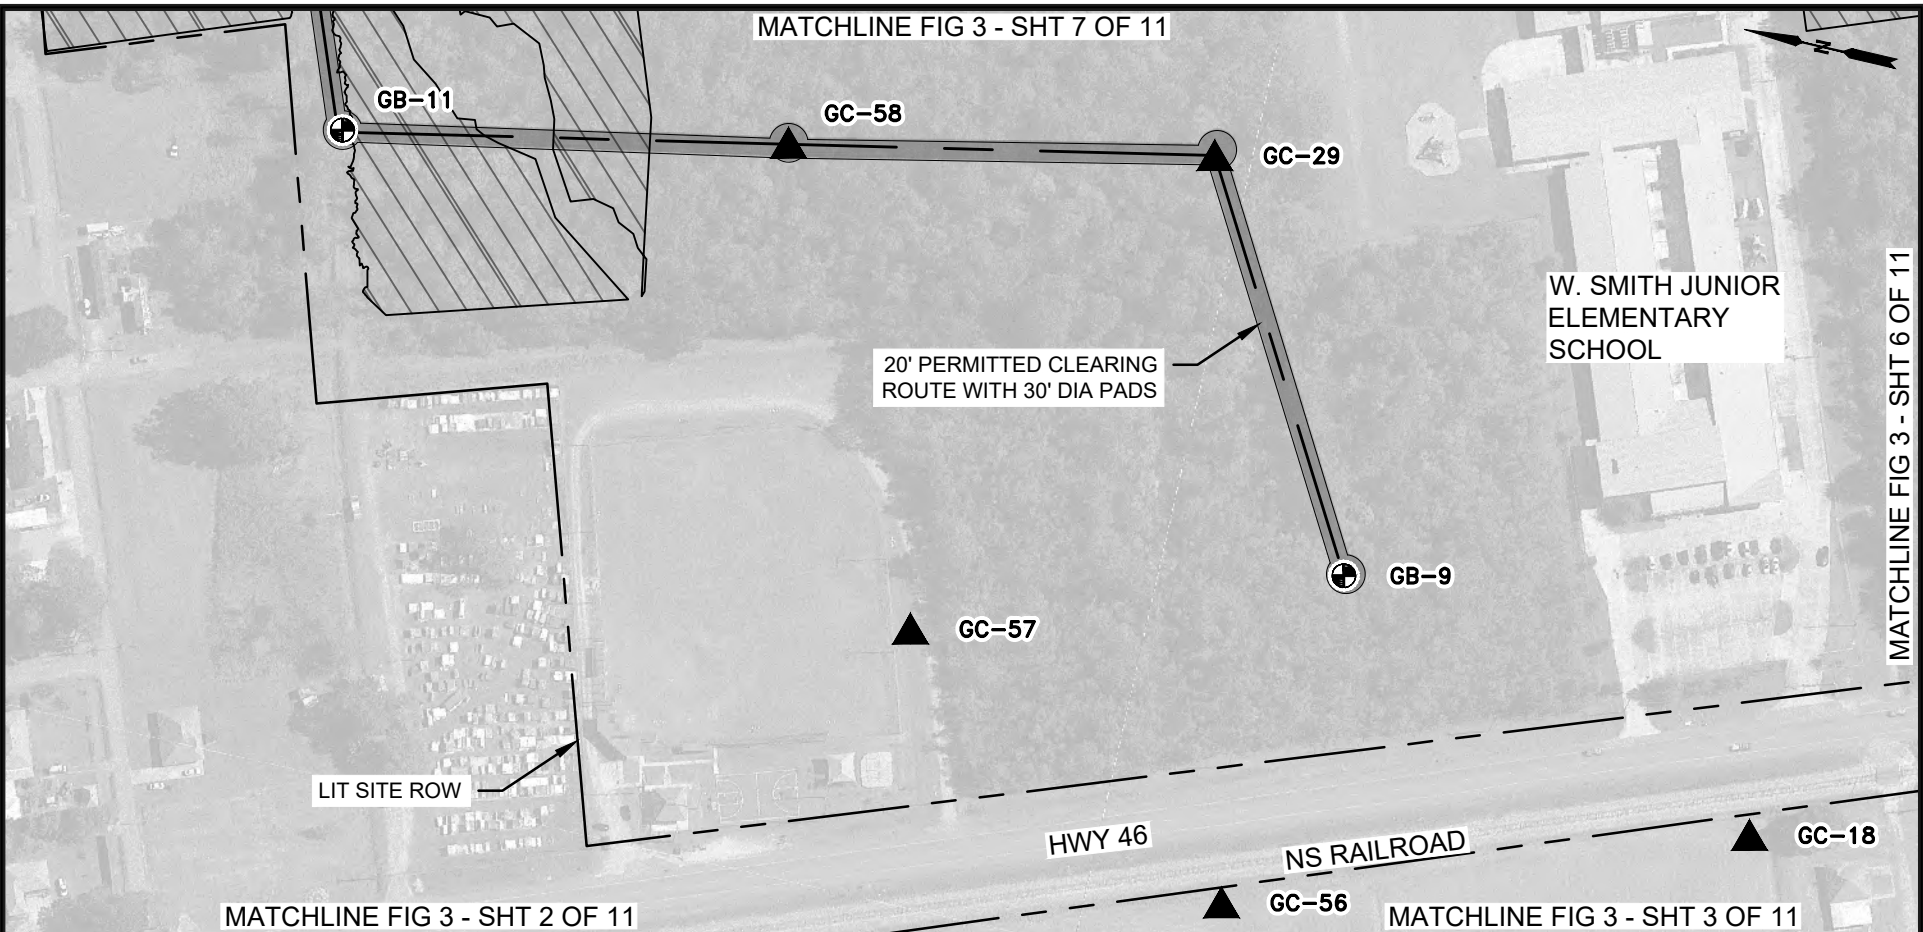 MATCHLINE FIG 3 - SHT 7 OF 11
N
GB-11
GC-58
GC-29
W. SMITH JUNIOR
ELEMENTARY
SCHOOL
MATCHLINE FIG 3 - SHT 6 OF 11
20' PERMITTED CLEARING
ROUTE WITH 30' DIA PADS
GB-9
GC-57
LIT SITE ROW
HWY 46
NS RAILROAD
GC-18
GC-56
MATCHLINE FIG 3 - SHT 2 OF 11
MATCHLINE FIG 3 - SHT 3 OF 11